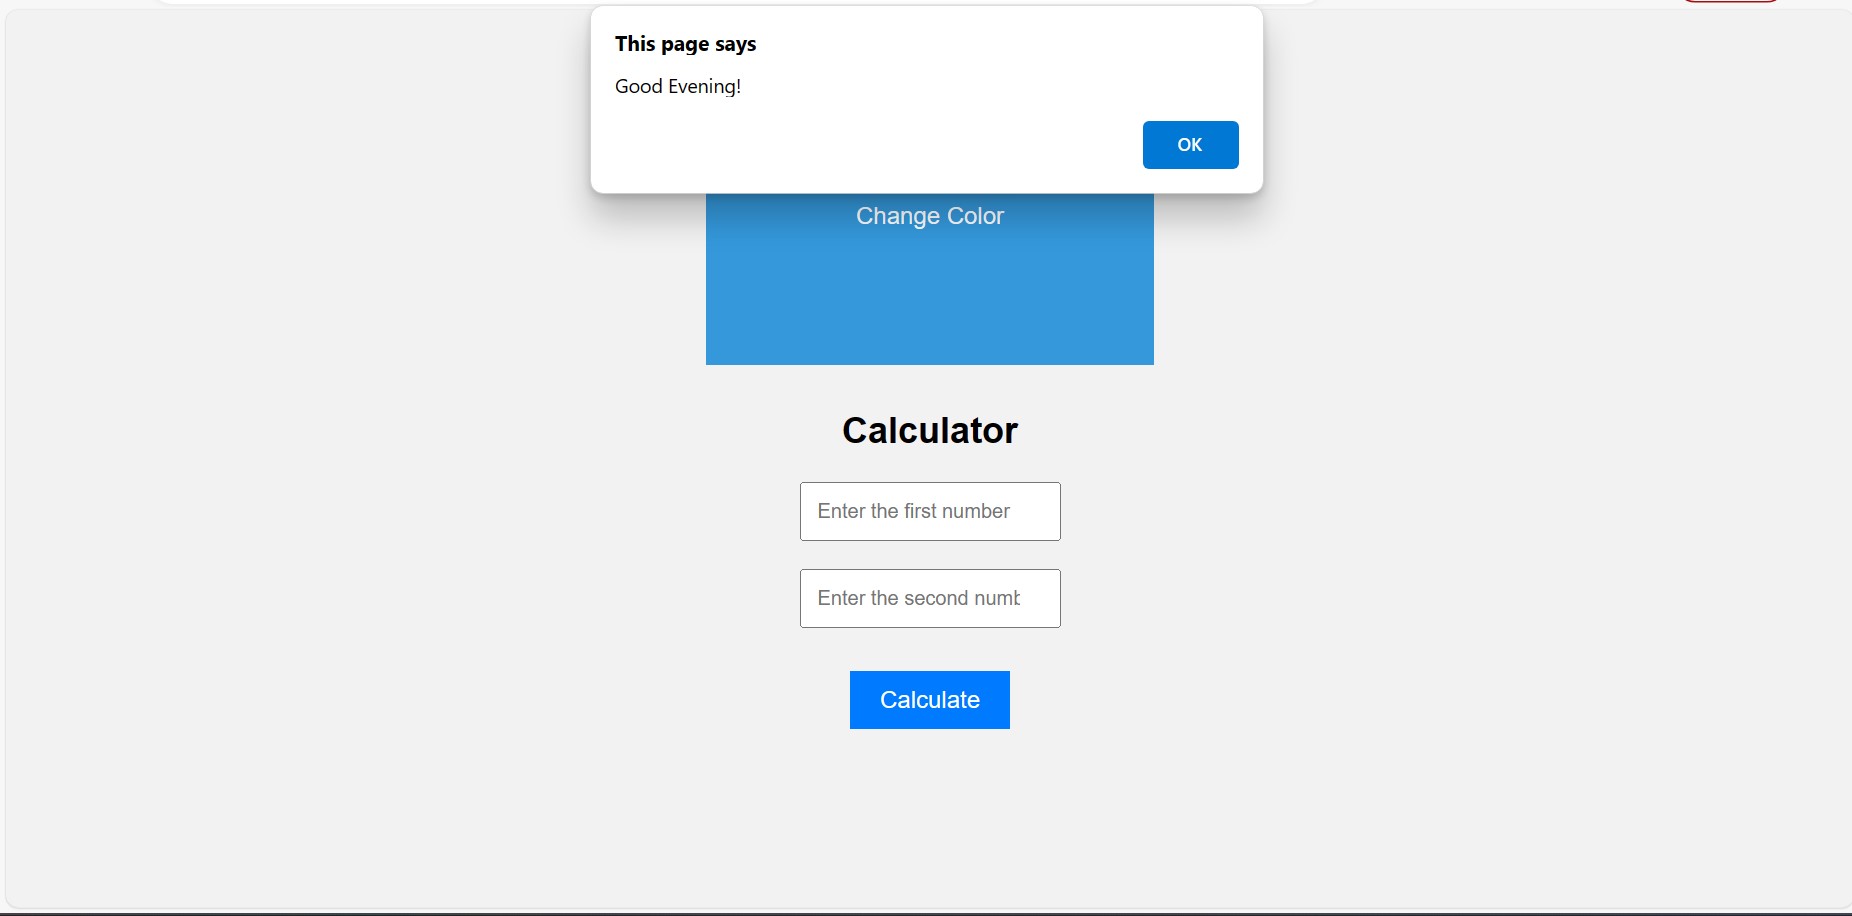 This page says
Good Evening!
OK
Change Color
Calculator
Enter the first number
Enter the second numb
Calculate